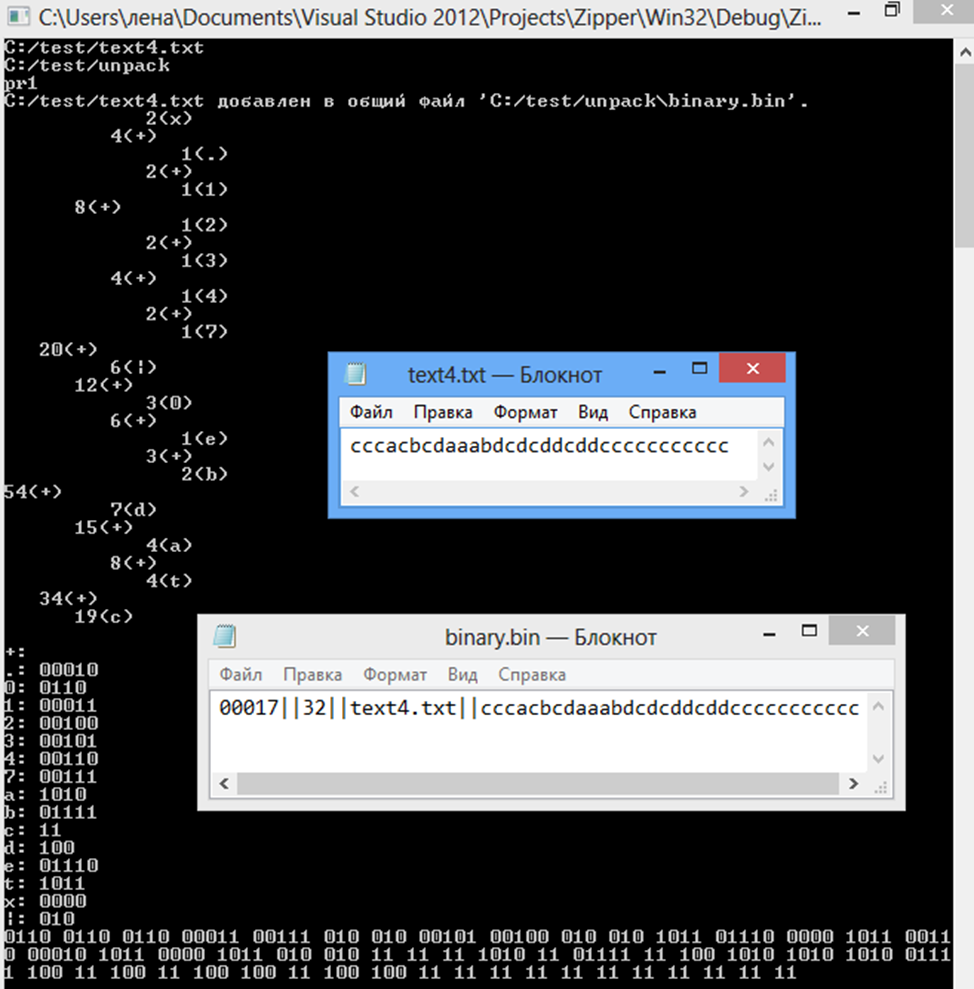 C:\Users\лена\Documents\Visual Studio 2012\Projects\Zipper\Win32\Debug\Zi...
C:/test/text4.txt
C:/test/unpack
pr1
C:/test/text4.txt добавлен в общий файл 'C:/test/unpack\binary.bin'.
2(x)
4(+)
1(.)
2(+)
1(1)
8(+)
1(2)
2(+)
1(3)
4(+)
1(4)
2(+)
1(7)
20(+)
6(¦)
12(+)
3(0)
6(+)
1(e)
3(+)
2(b)
54(+)
7(d)
15(+)
4(a)
8(+)
4(t)
34(+)
19(c)
text4.txt — Блокнот
Файл Правка Формат Вид Справка
cccacbcdaaabdcdcddcddccccccccccc
binary.bin — Блокнот
Файл Правка Формат Вид Справка
00017||32||text4.txt||cccacbcdaaabdcdcddcddccccccccccc
+:
.: 00010
0: 0110
1: 00011
2: 00100
3: 00101
4: 00110
7: 00111
a: 1010
b: 01111
c: 11
d: 100
e: 01110
t: 1011
x: 0000
¦: 010
0110 0110 0110 00011 00111 010 010 00101 00100 010 010 1011 01110 0000 1011 0011
0 00010 1011 0000 1011 010 010 11 11 11 1010 11 01111 11 100 1010 1010 1010 0111
1 100 11 100 11 100 100 11 100 100 11 11 11 11 11 11 11 11 11 11 11